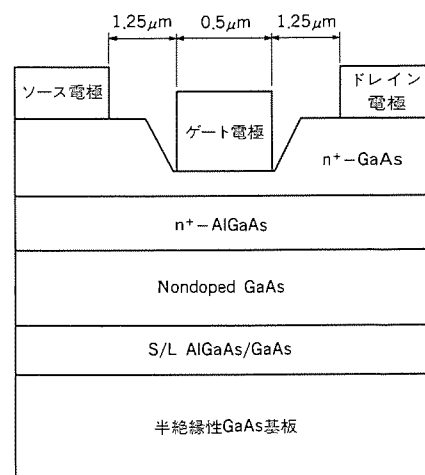 1.25μm 0.5μm 1.25μm
ソース電極
ゲート電極
ドレイン
電極
n⁺−GaAs
n⁺−AlGaAs
Nondoped GaAs
S/L AlGaAs/GaAs
半絶縁性GaAs基板